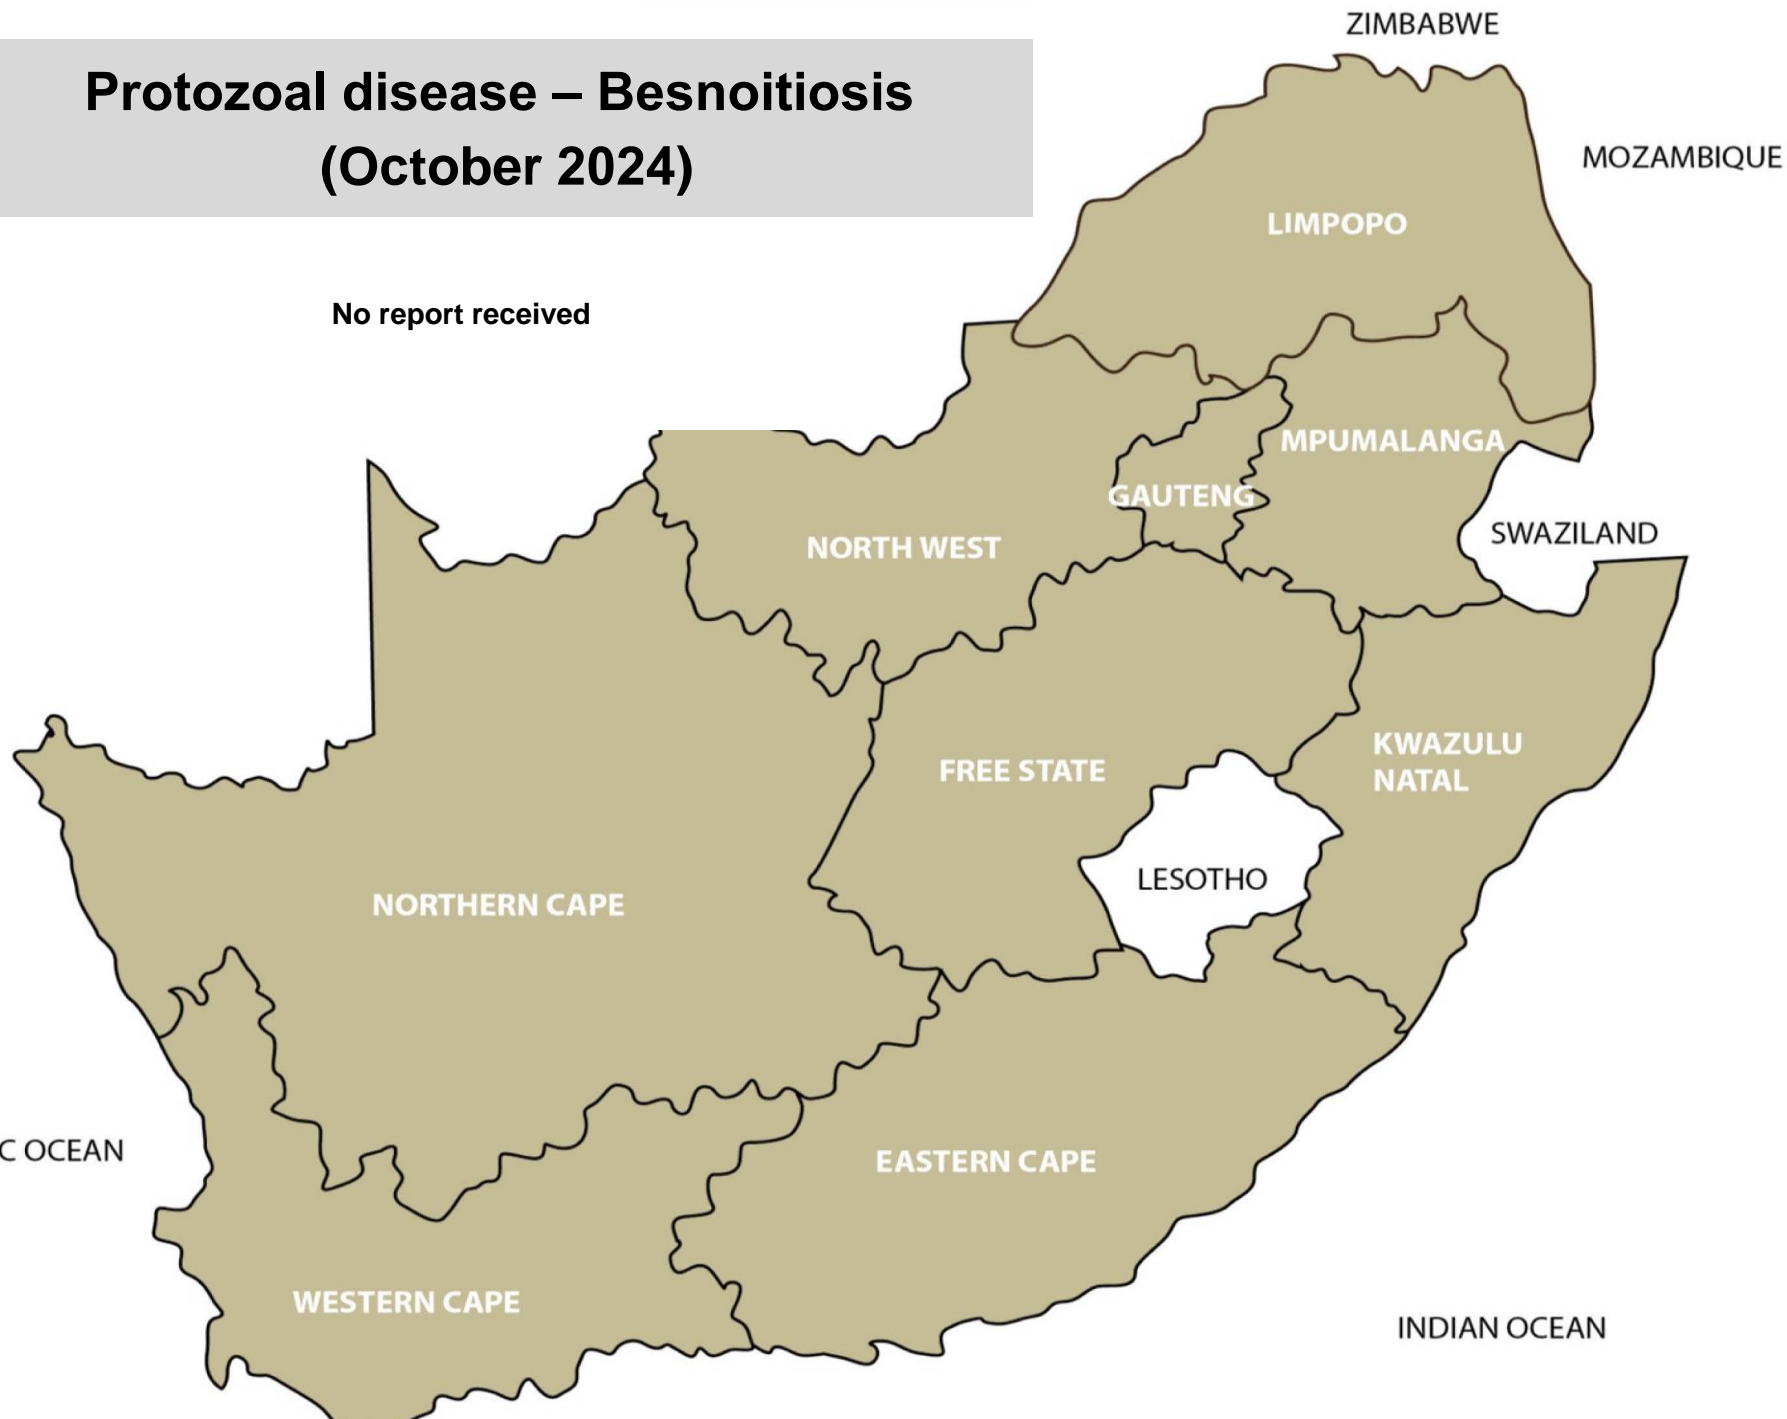 ZIMBABWE
Protozoal disease – Besnoitiosis
(October 2024)
MOZAMBIQUE
LIMPOPO
No report received
MPUMALANGA
GAUTENG
SWAZILAND
NORTH WEST
KWAZULU
NATAL
FREE STATE
LESOTHO
NORTHERN CAPE
C OCEAN
EASTERN CAPE
WESTERN CAPE
INDIAN OCEAN